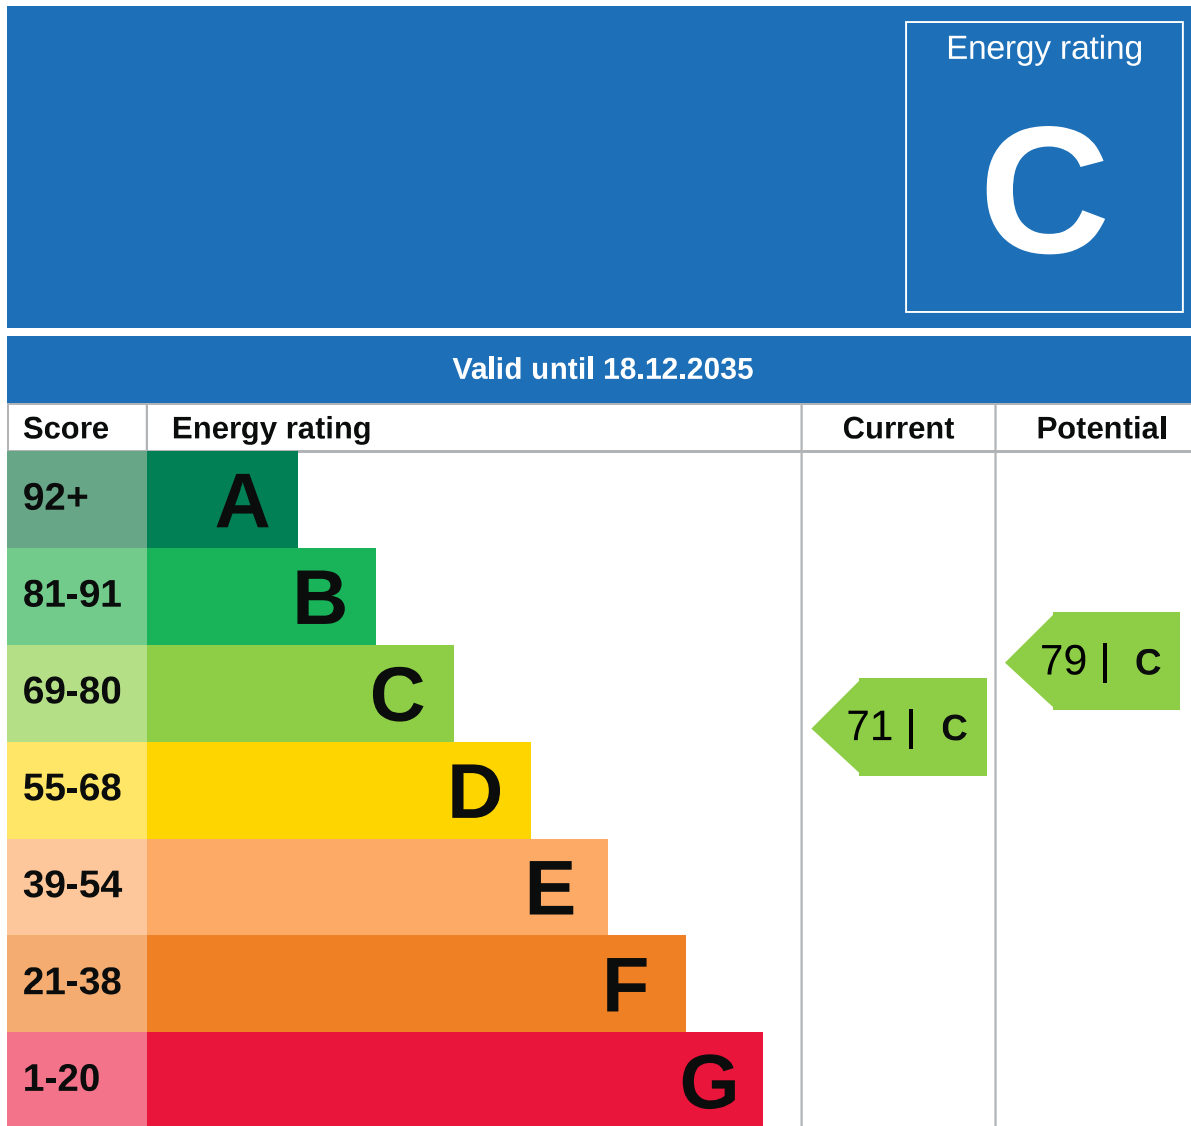 Energy rating
C
Valid until 18.12.2035
Score Energy rating Current Potential
92+ A
81-91 B
79 | C
69-80 C
71 | C
55-68 D
39-54 E
21-38 F
1-20 G